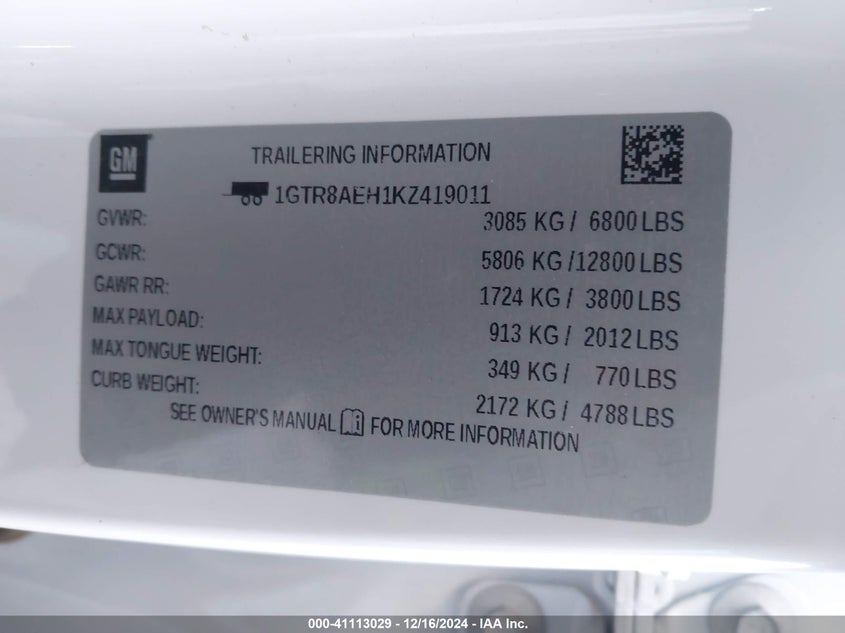 GM
TRAILERING INFORMATION
1GTR8AEH1KZ419011
GVWR: 3085 KG / 6800 LBS
GCWR: 5806 KG /12800 LBS
GAWR RR: 1724 KG / 3800 LBS
MAX PAYLOAD: 913 KG / 2012 LBS
MAX TONGUE WEIGHT: 349 KG / 770 LBS
CURB WEIGHT: 2172 KG / 4788 LBS
SEE OWNER'S MANUAL FOR MORE INFORMATION
000-41113029 - 12/16/2024 - IAA Inc.